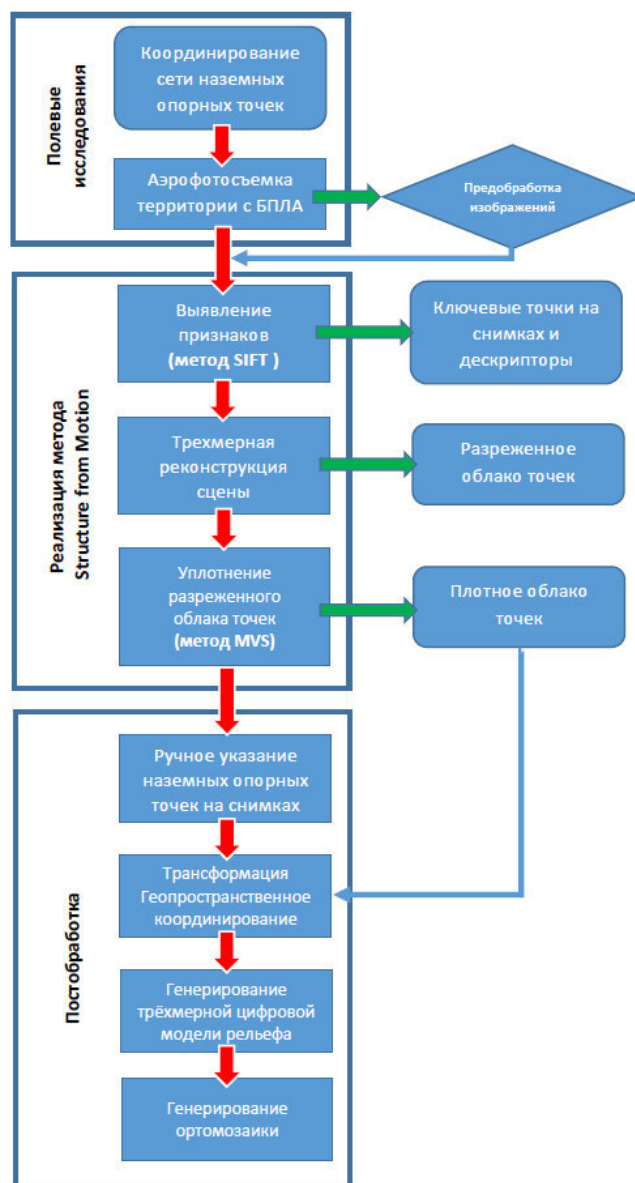 Полевые
исследования
Координирование
сети наземных
опорных точек
Аэрофотосъемка
территории с БПЛА
Предобработка
изображений
Реализация метода
Structure from Motion
Выявление
признаков
(метод SIFT )
Ключевые точки на
снимках и
дескрипторы
Трехмерная
реконструкция
сцены
Разреженное
облако точек
Уплотнение
разреженного
облака точек
(метод MVS)
Плотное облако
точек
Постобработка
Ручное указание
наземных опорных
точек на снимках
Трансформация
Геопространственное
координирование
Генерирование
трёхмерной цифровой
модели рельефа
Генерирование
ортомозаики